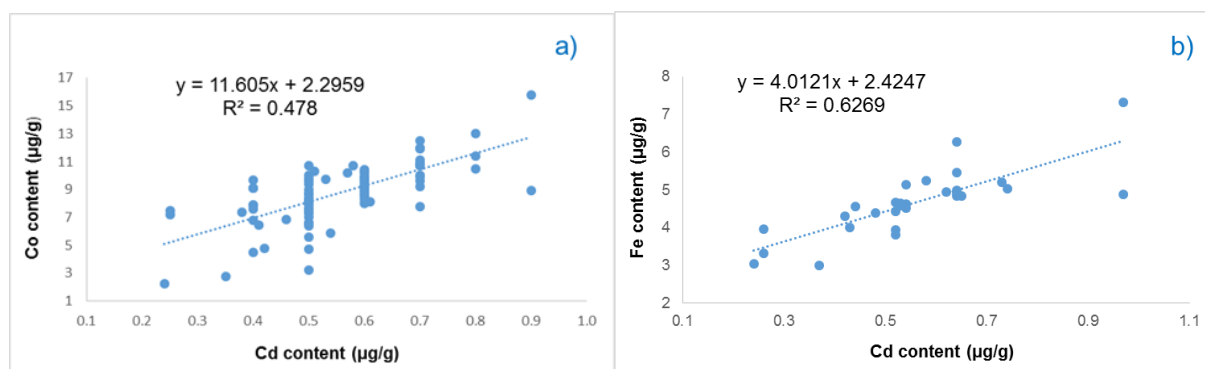 a)
y = 11.605x + 2.2959
R² = 0.478
Co content (µg/g)
17
15
13
11
9
7
5
3
1
0.1 0.2 0.3 0.4 0.5 0.6 0.7 0.8 0.9 1.0
Cd content (µg/g)
b)
y = 4.0121x + 2.4247
R² = 0.6269
Fe content (µg/g)
8
7
6
5
4
3
2
0.1 0.3 0.5 0.7 0.9 1.1
Cd content (µg/g)